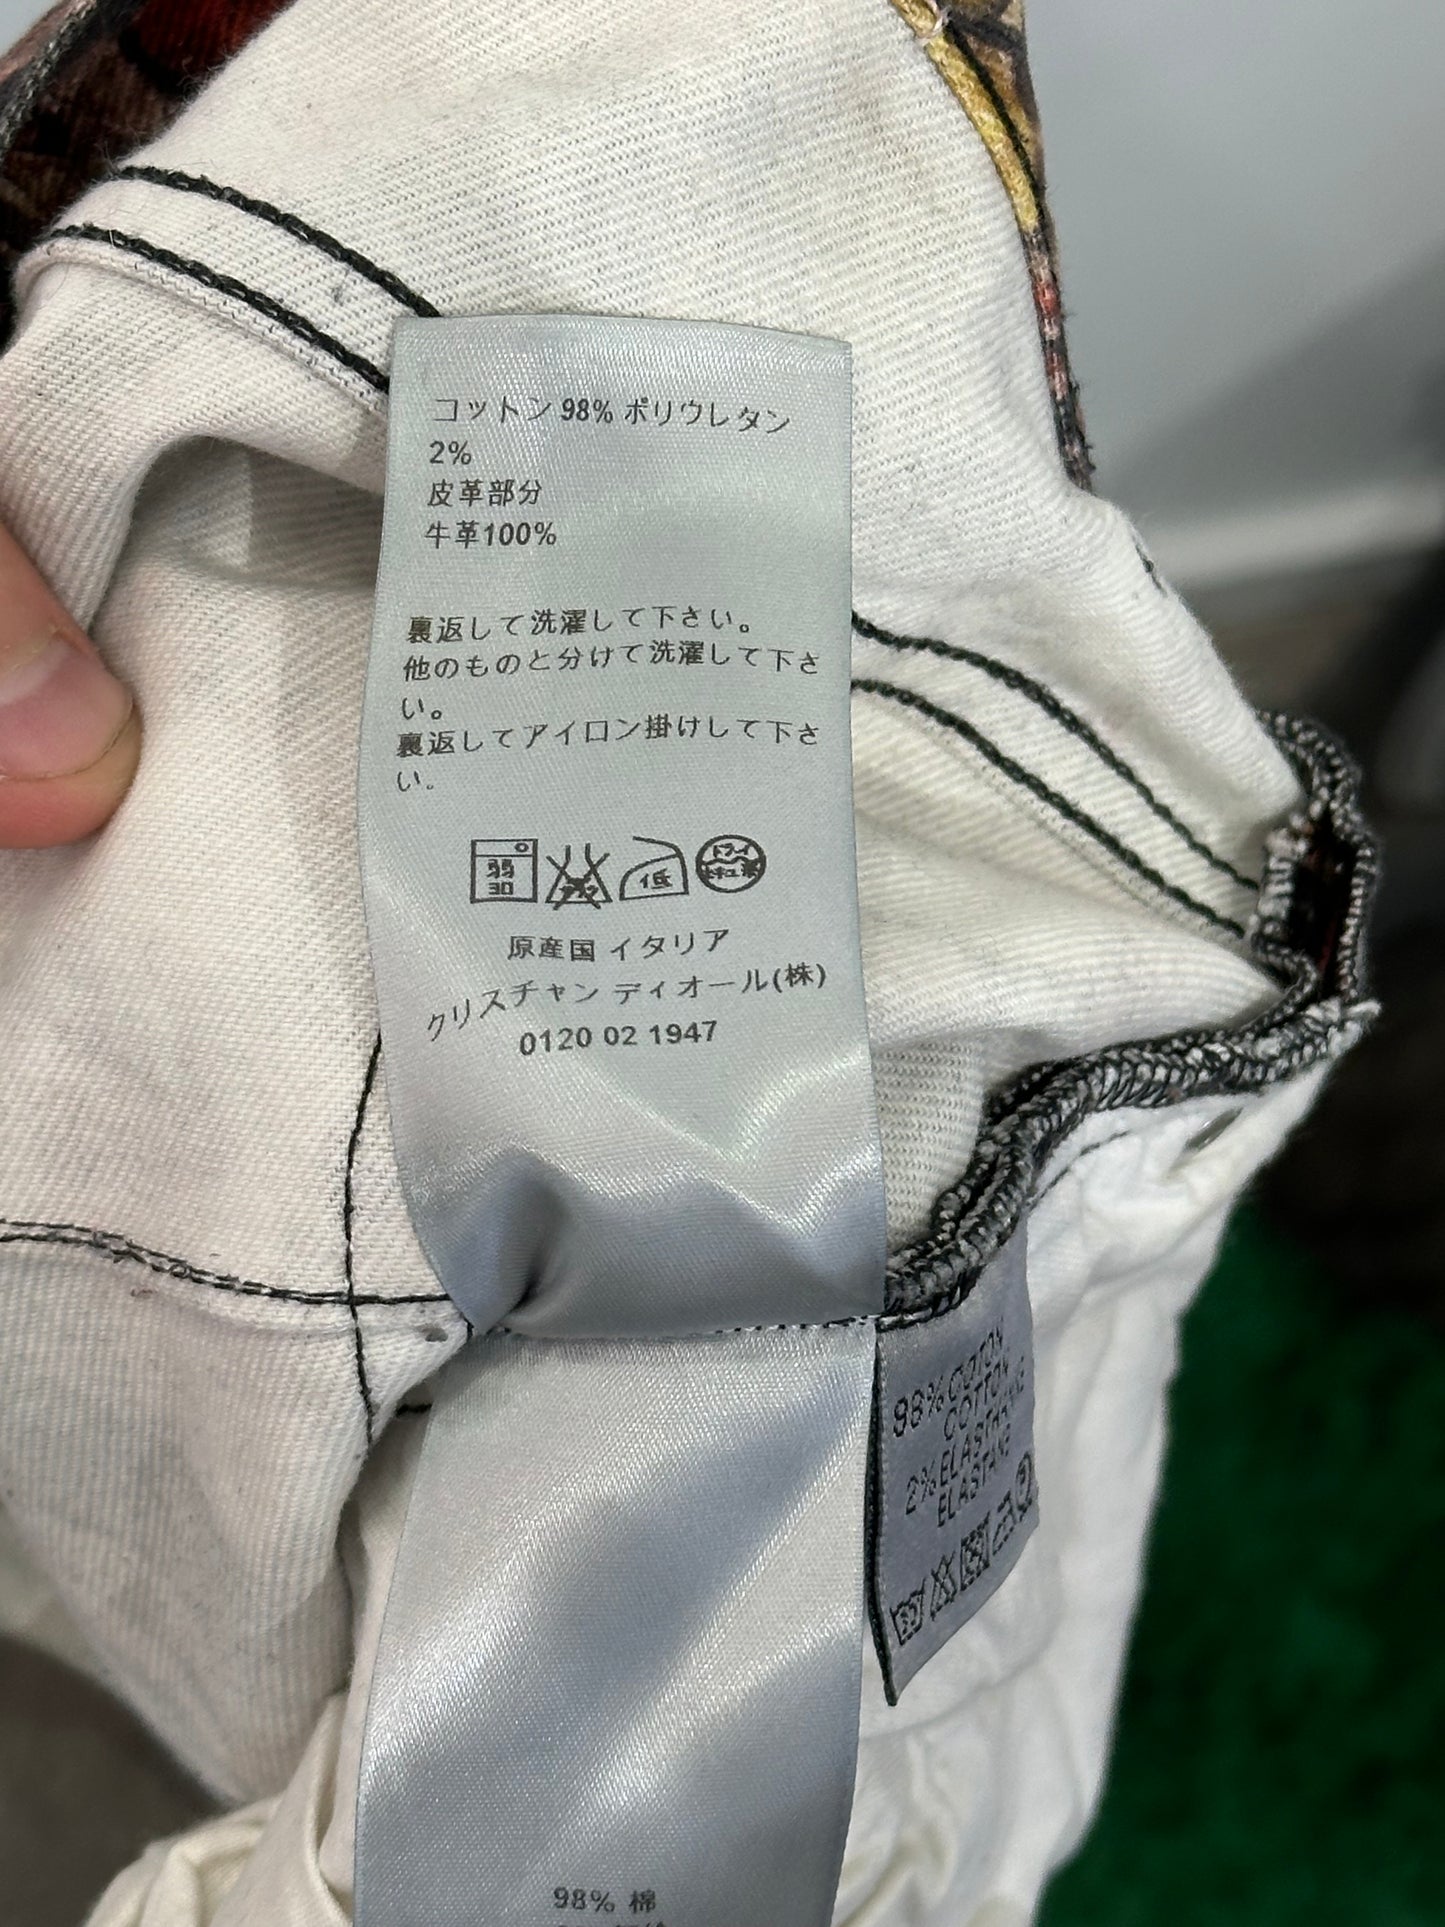 コットン 98% ポリウレタン
2%
皮革部分
牛革100%
裏返して洗濯して下さい。
他のものと分けて洗濯して下さ
い。
裏返してアイロン掛けして下さ
い。
弱
30
低
ドライ
原産国 イタリア
クリスチャン ディオール(株)
0120 02 1947
98% COTON
COTTON
2% ELASTHANNE
ELASTANE
30
98% 棉